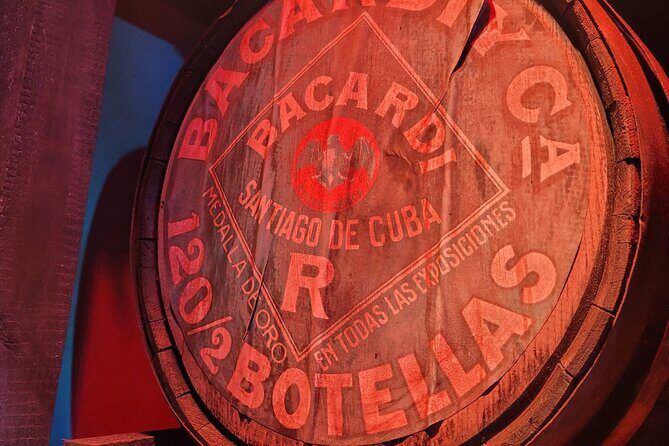 BACARDI Y CA
BACARDI
SANTIAGO DE CUBA
R
MEDALLA DE ORO
EN TODAS LAS EXPOSICIONES
120/2 BOTELLAS